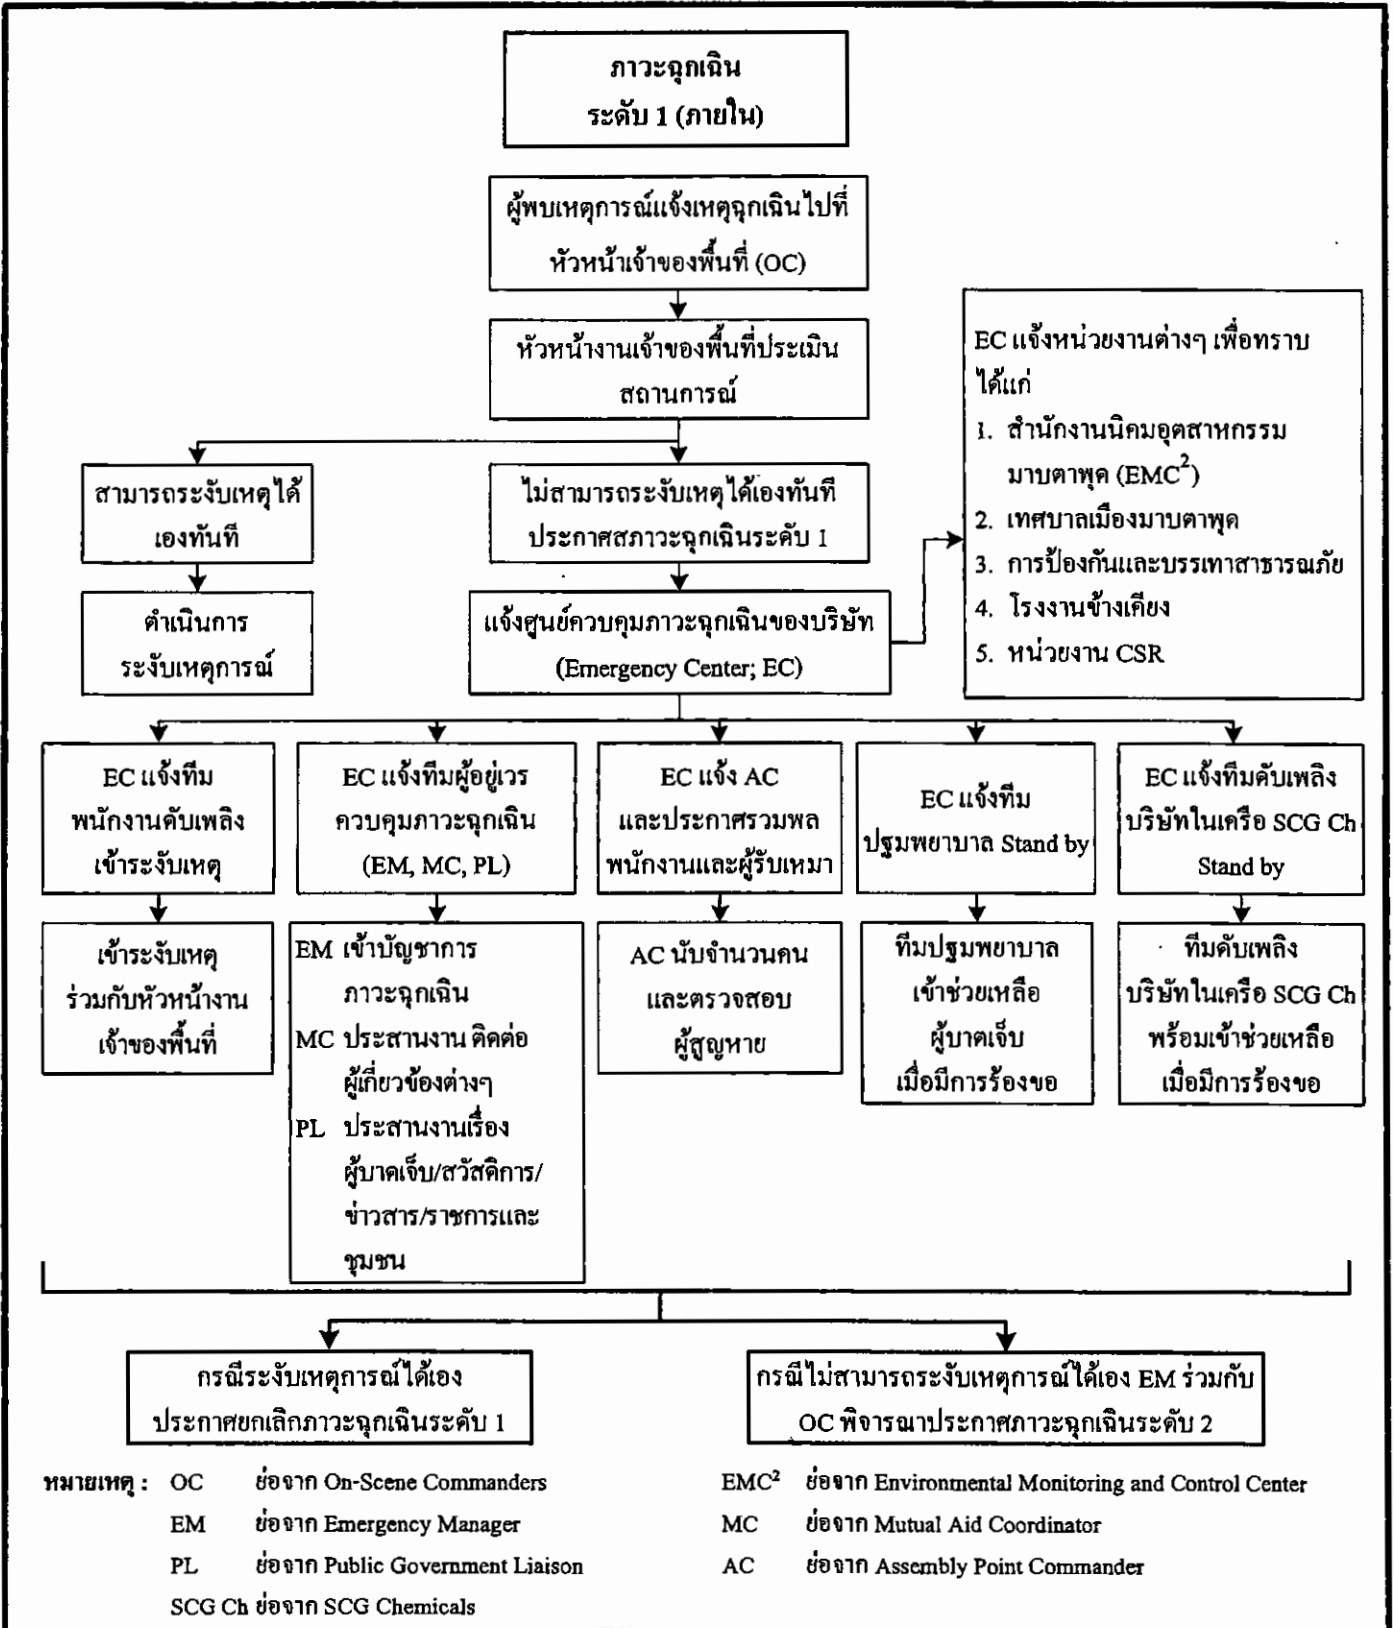 ภาวะฉุกเฉิน
ระดับ 1 (ภายใน)
ผู้พบเหตุการณ์แจ้งเหตุฉุกเฉินไปที่
หัวหน้าเจ้าของพื้นที่ (OC)
หัวหน้างานเจ้าของพื้นที่ประเมิน
สถานการณ์
สามารถระงับเหตุได้
เองทันที
ดำเนินการ
ระงับเหตุการณ์
ไม่สามารถระงับเหตุได้เองทันที
ประกาศสภาวะฉุกเฉินระดับ 1
แจ้งศูนย์ควบคุมภาวะฉุกเฉินของบริษัท
(Emergency Center; EC)
EC แจ้งหน่วยงานต่างๆ เพื่อทราบ
ได้แก่
1. สำนักงานนิคมอุตสาหกรรม
มาบตาพุด (EMC²)
2. เทศบาลเมืองมาบตาพุด
3. การป้องกันและบรรเทาสาธารณภัย
4. โรงงานข้างเคียง
5. หน่วยงาน CSR
EC แจ้งทีม
พนักงานดับเพลิง
เข้าระงับเหตุ
เข้าระงับเหตุ
ร่วมกับหัวหน้างาน
เจ้าของพื้นที่
EC แจ้งทีมผู้อยู่เวร
ควบคุมภาวะฉุกเฉิน
(EM, MC, PL)
EM เข้าบัญชาการ
ภาวะฉุกเฉิน
MC ประสานงาน ติดต่อ
ผู้เกี่ยวข้องต่างๆ
PL ประสานงานเรื่อง
ผู้บาดเจ็บ/สวัสดิการ/
ข่าวสาร/ราชการและ
ชุมชน
EC แจ้ง AC
และประกาศรวมพล
พนักงานและผู้รับเหมา
AC นับจำนวนคน
และตรวจสอบ
ผู้สูญหาย
EC แจ้งทีม
ปฐมพยาบาล Stand by
ทีมปฐมพยาบาล
เข้าช่วยเหลือ
ผู้บาดเจ็บ
เมื่อมีการร้องขอ
EC แจ้งทีมดับเพลิง
บริษัทในเครือ SCG Ch
Stand by
ทีมดับเพลิง
บริษัทในเครือ SCG Ch
พร้อมเข้าช่วยเหลือ
เมื่อมีการร้องขอ
กรณีระงับเหตุการณ์ได้เอง
ประกาศยกเลิกภาวะฉุกเฉินระดับ 1
กรณีไม่สามารถระงับเหตุการณ์ได้เอง EM ร่วมกับ
OC พิจารณาประกาศภาวะฉุกเฉินระดับ 2
หมายเหตุ : OC ย่อจาก On-Scene Commanders
EM ย่อจาก Emergency Manager
PL ย่อจาก Public Government Liaison
SCG Ch ย่อจาก SCG Chemicals
EMC² ย่อจาก Environmental Monitoring and Control Center
MC ย่อจาก Mutual Aid Coordinator
AC ย่อจาก Assembly Point Commander